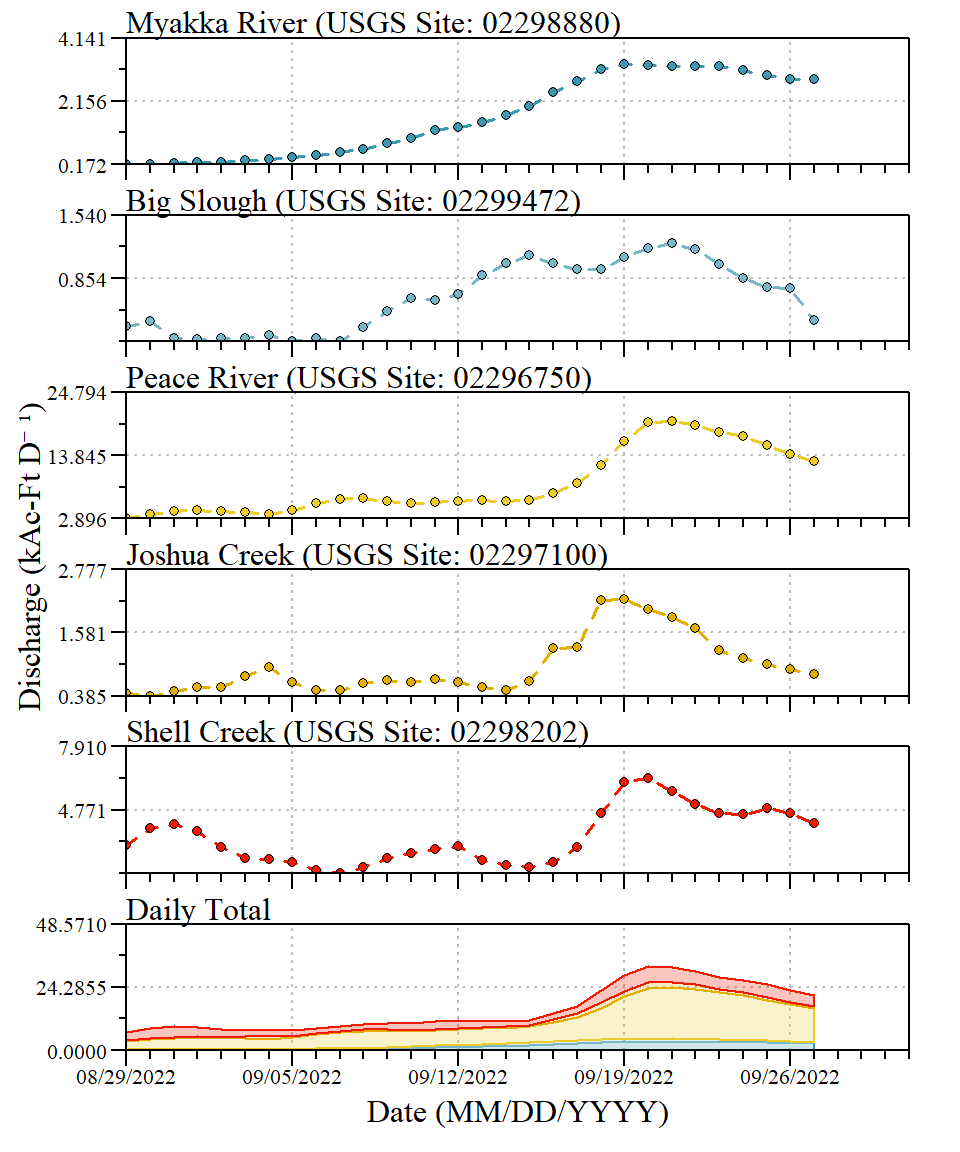 Myakka River (USGS Site: 02298880)
4.141
2.156
0.172
Big Slough (USGS Site: 02299472)
1.540
0.854
Peace River (USGS Site: 02296750)
24.794
13.845
2.896
Joshua Creek (USGS Site: 02297100)
2.777
1.581
0.385
Shell Creek (USGS Site: 02298202)
7.910
4.771
Daily Total
48.5710
24.2855
0.0000
08/29/2022 09/05/2022 09/12/2022 09/19/2022 09/26/2022
Date (MM/DD/YYYY)
Discharge (kAc-Ft D⁻¹)